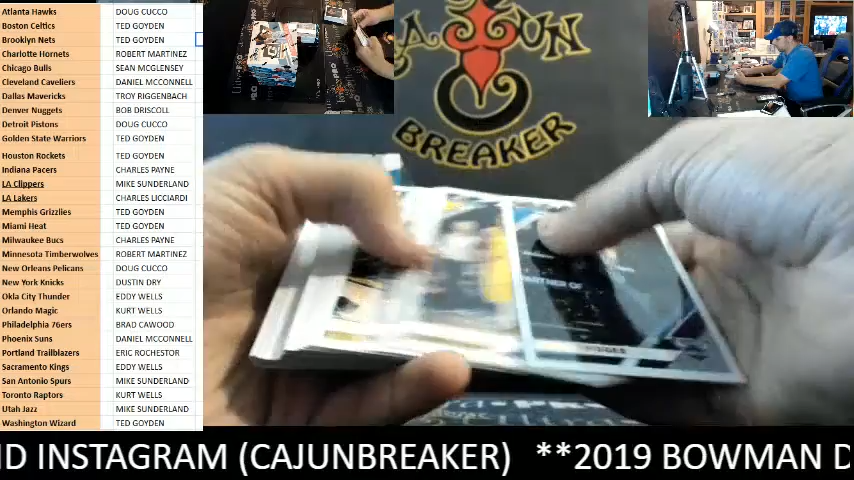 Atlanta Hawks DOUG CUCCO
Boston Celtics TED GOYDEN
Brooklyn Nets TED GOYDEN
Charlotte Hornets ROBERT MARTINEZ
Chicago Bulls SEAN MCGLENSEY
Cleveland Cavaliers DANIEL MCCONNELL
Dallas Mavericks TROY RIGGENBACH
Denver Nuggets BOB DRISCOLL
Detroit Pistons DOUG CUCCO
Golden State Warriors TED GOYDEN
Houston Rockets TED GOYDEN
Indiana Pacers CHARLES PAYNE
LA Clippers MIKE SUNDERLAND
LA Lakers CHARLES LICCIARDI
Memphis Grizzlies TED GOYDEN
Miami Heat TED GOYDEN
Milwaukee Bucs CHARLES PAYNE
Minnesota Timberwolves ROBERT MARTINEZ
New Orleans Pelicans DOUG CUCCO
New York Knicks DUSTIN DRY
Okla City Thunder EDDY WELLS
Orlando Magic KURT WELLS
Philadelphia 76ers BRAD CAWOOD
Phoenix Suns DANIEL MCCONNELL
Portland Trailblazers ERIC ROCHESTOR
Sacramento Kings EDDY WELLS
San Antonio Spurs MIKE SUNDERLAND
Toronto Raptors KURT WELLS
Utah Jazz MIKE SUNDERLAND
Washington Wizard TED GOYDEN
BREAKER
PARTNER OF
ND INSTAGRAM (CAJUNBREAKER) **2019 BOWMAN D